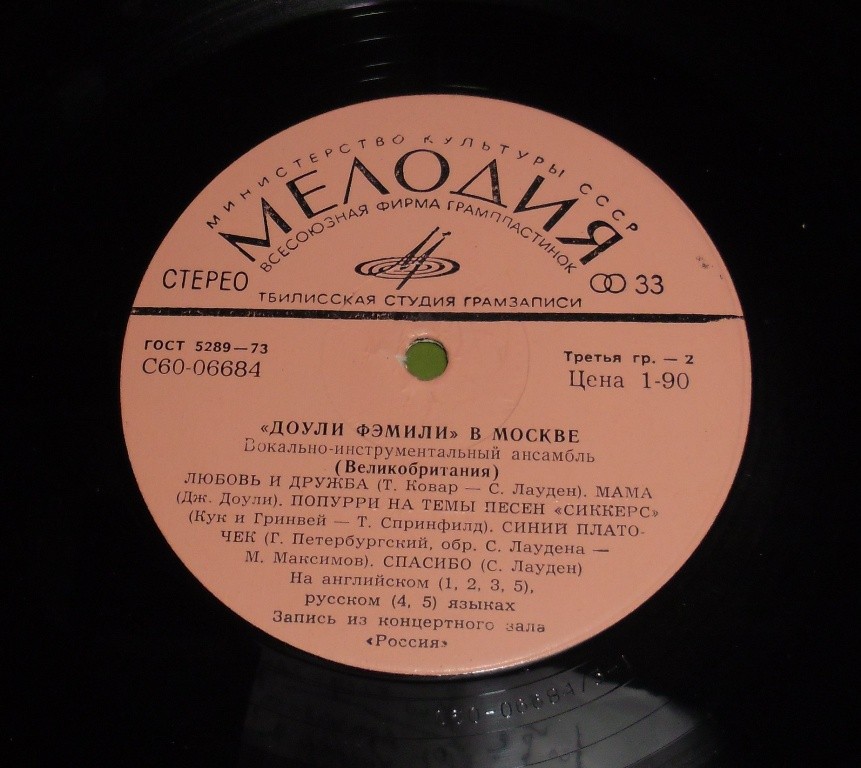 МИНИСТЕРСТВО КУЛЬТУРЫ СССР
МЕЛОДИЯ
ВСЕСОЮЗНАЯ ФИРМА ГРАМПЛАСТИНОК
СТЕРЕО
33
ТБИЛИССКАЯ СТУДИЯ ГРАМЗАПИСИ
ГОСТ 5289—73
Третья гр. — 2
С60-06684
Цена 1-90
«ДОУЛИ ФЭМИЛИ» В МОСКВЕ
Вокально-инструментальный ансамбль
(Великобритания)
ЛЮБОВЬ И ДРУЖБА (Т. Ковар — С. Лауден). МАМА
(Дж. Доули). ПОПУРРИ НА ТЕМЫ ПЕСЕН «СИККЕРС»
(Кук и Гринвей — Т. Спринфилд). СИНИЙ ПЛАТО-
ЧЕК (Г. Петербургский, обр. С. Лаудена —
М. Максимов). СПАСИБО (С. Лауден)
На английском (1, 2, 3, 5),
русском (4, 5) языках
Запись из концертного зала
«Россия»